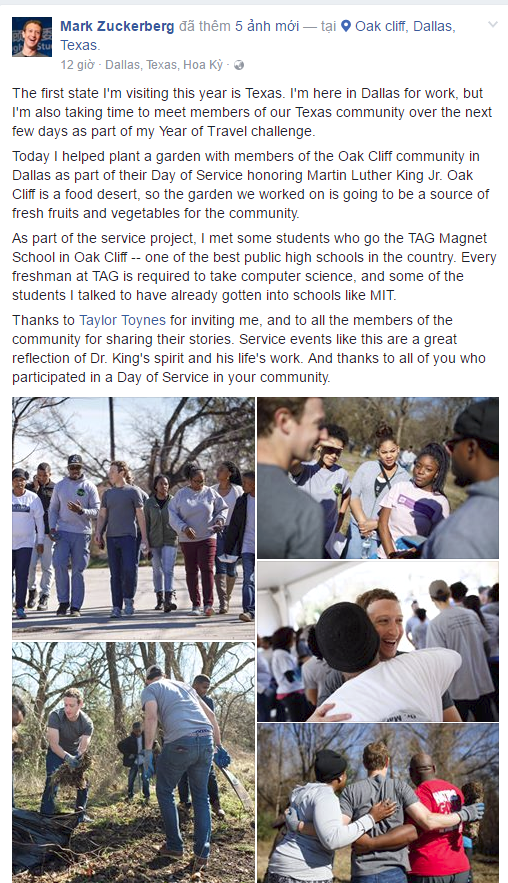 Mark Zuckerberg đã thêm 5 ảnh mới — tại Oak cliff, Dallas,
Texas.
12 giờ · Dallas, Texas, Hoa Kỳ ·
The first state I'm visiting this year is Texas. I'm here in Dallas for work, but
I'm also taking time to meet members of our Texas community over the next
few days as part of my Year of Travel challenge.
Today I helped plant a garden with members of the Oak Cliff community in
Dallas as part of their Day of Service honoring Martin Luther King Jr. Oak
Cliff is a food desert, so the garden we worked on is going to be a source of
fresh fruits and vegetables for the community.
As part of the service project, I met some students who go the TAG Magnet
School in Oak Cliff -- one of the best public high schools in the country. Every
freshman at TAG is required to take computer science, and some of the
students I talked to have already gotten into schools like MIT.
Thanks to Taylor Toynes for inviting me, and to all the members of the
community for sharing their stories. Service events like this are a great
reflection of Dr. King's spirit and his life's work. And thanks to all of you who
participated in a Day of Service in your community.